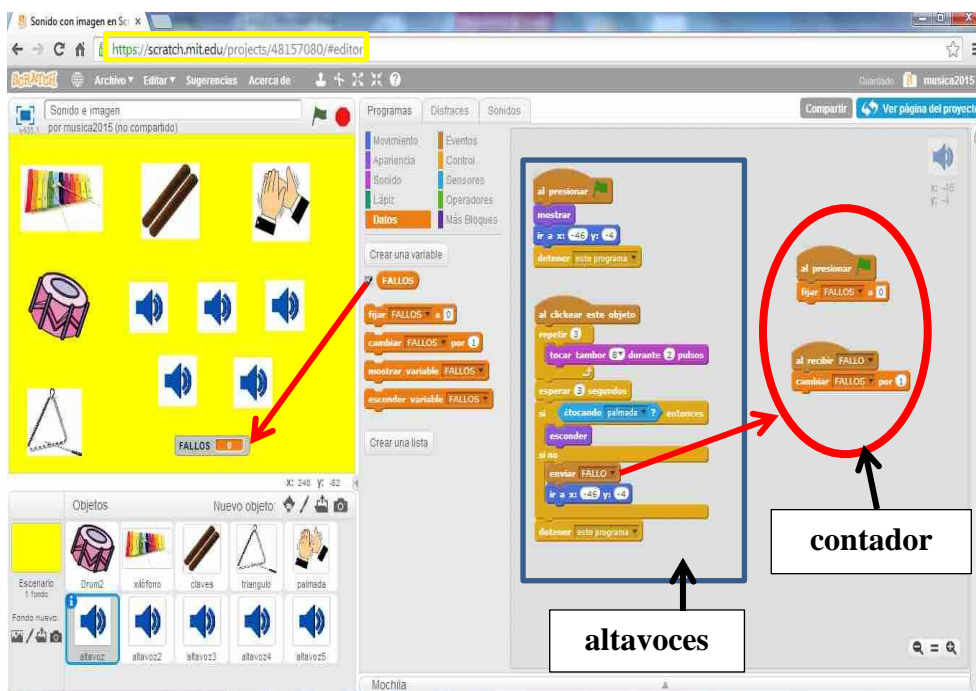 Sonido con imagen en Scr
https://scratch.mit.edu/projects/48157080/#editor
SCRATCH Archivo Editar Sugerencias Acerca de
Guardado musica2015
Sonido e imagen
por musica2015 (no compartido)
v435.1
Programas Disfraces Sonidos
Compartir Ver página del proyecto
Movimiento Eventos
Apariencia Control
Sonido Sensores
Lápiz Operadores
Datos Más Bloques
Crear una variable
FALLOS
fijar FALLOS a 0
cambiar FALLOS por 1
mostrar variable FALLOS
esconder variable FALLOS
Crear una lista
al presionar
mostrar
ir a x: -46 y: -4
detener este programa
al clickear este objeto
repetir 3
tocar tambor 8 durante 2 pulsos
esperar 3 segundos
si ¿tocando palmada ? entonces
esconder
si no
enviar FALLO
ir a x: -46 y: -4
detener este programa
x: -46
y: -4
al presionar
fijar FALLOS a 0
al recibir FALLO
cambiar FALLOS por 1
contador
altavoces
FALLOS 0
x: 240 y: -82
Objetos Nuevo objeto:
Escenario
1 fondo
Fondo nuevo:
Drum2 xilófono claves triangulo palmada
altavoz altavoz2 altavoz3 altavoz4 altavoz5
Mochila